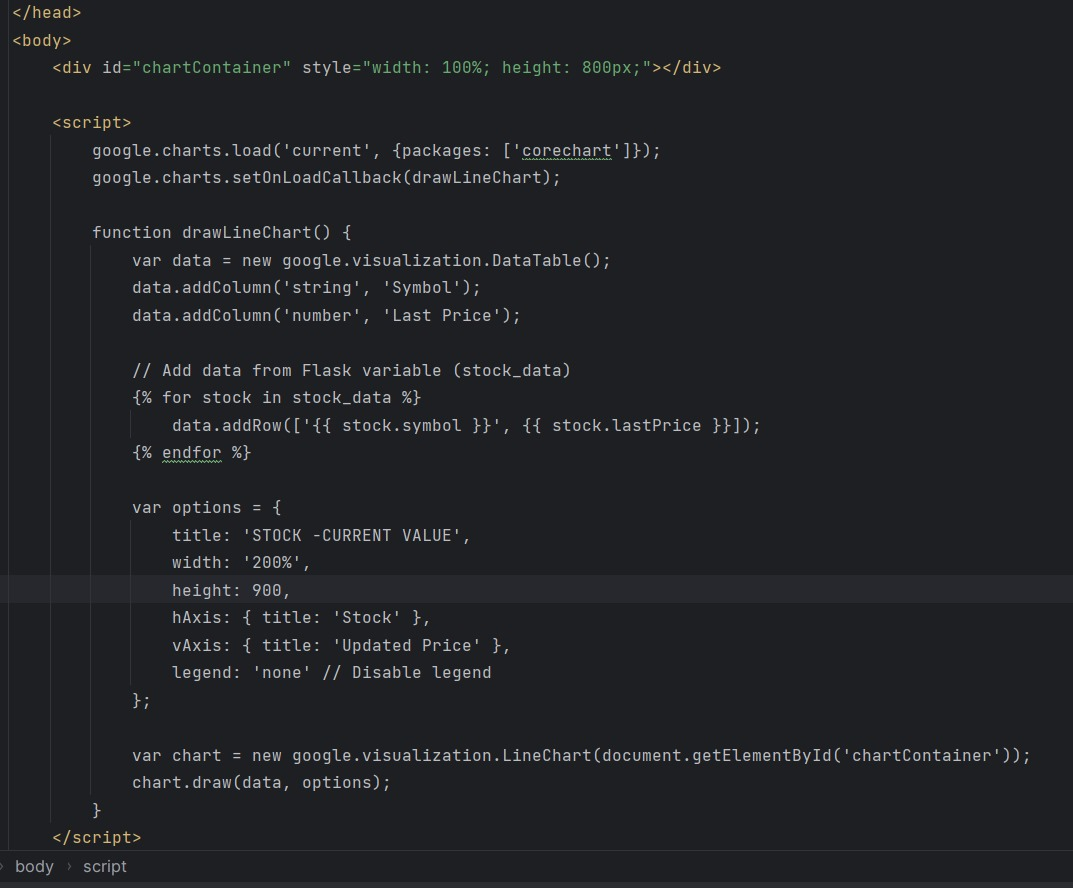 </head>
<body>
    <div id="chartContainer" style="width: 100%; height: 800px;"></div>

    <script>
        google.charts.load('current', {packages: ['corechart']});
        google.charts.setOnLoadCallback(drawLineChart);

        function drawLineChart() {
            var data = new google.visualization.DataTable();
            data.addColumn('string', 'Symbol');
            data.addColumn('number', 'Last Price');

            // Add data from Flask variable (stock_data)
            {% for stock in stock_data %}
                data.addRow(['{{ stock.symbol }}', {{ stock.lastPrice }}]);
            {% endfor %}

            var options = {
                title: 'STOCK -CURRENT VALUE',
                width: '200%',
                height: 900,
                hAxis: { title: 'Stock' },
                vAxis: { title: 'Updated Price' },
                legend: 'none' // Disable legend
            };

            var chart = new google.visualization.LineChart(document.getElementById('chartContainer'));
            chart.draw(data, options);
        }
    </script>
body › script